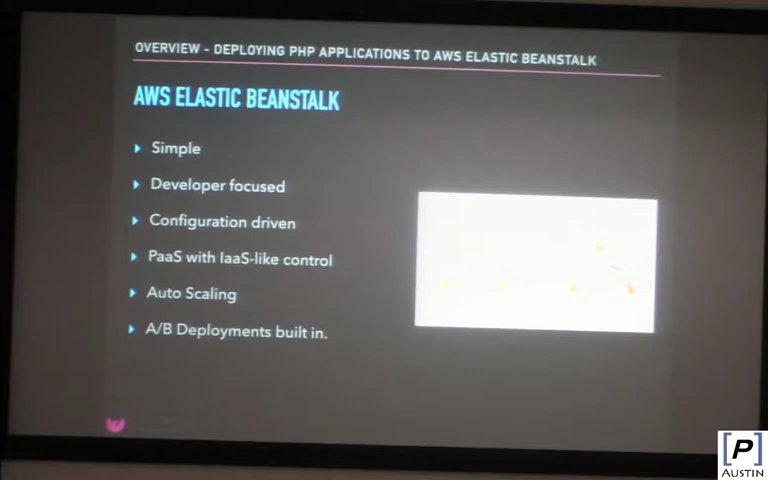 OVERVIEW - DEPLOYING PHP APPLICATIONS TO AWS ELASTIC BEANSTALK
AWS ELASTIC BEANSTALK
Simple
Developer focused
Configuration driven
PaaS with IaaS-like control
Auto Scaling
A/B Deployments built in.
[P]
AUSTIN